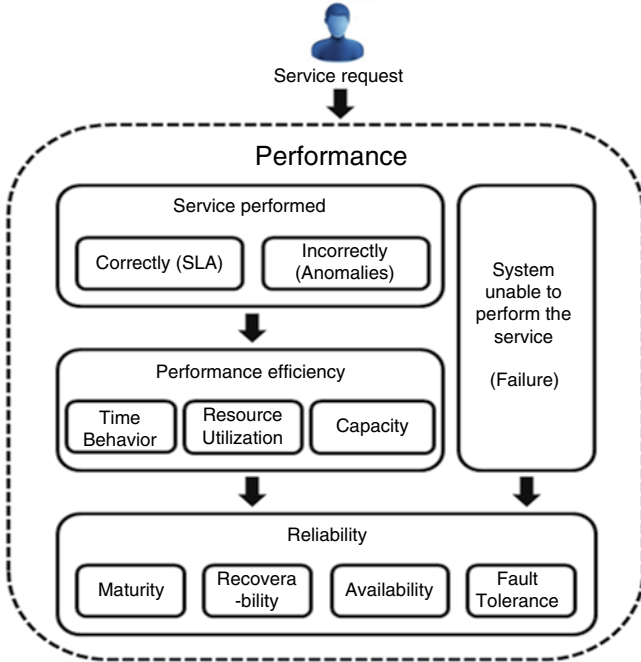 Service request
Performance
Service performed
Correctly (SLA)
Incorrectly
(Anomalies)
System
unable to
perform the
service
(Failure)
Performance efficiency
Time
Behavior
Resource
Utilization
Capacity
Reliability
Maturity
Recovera
-bility
Availability
Fault
Tolerance